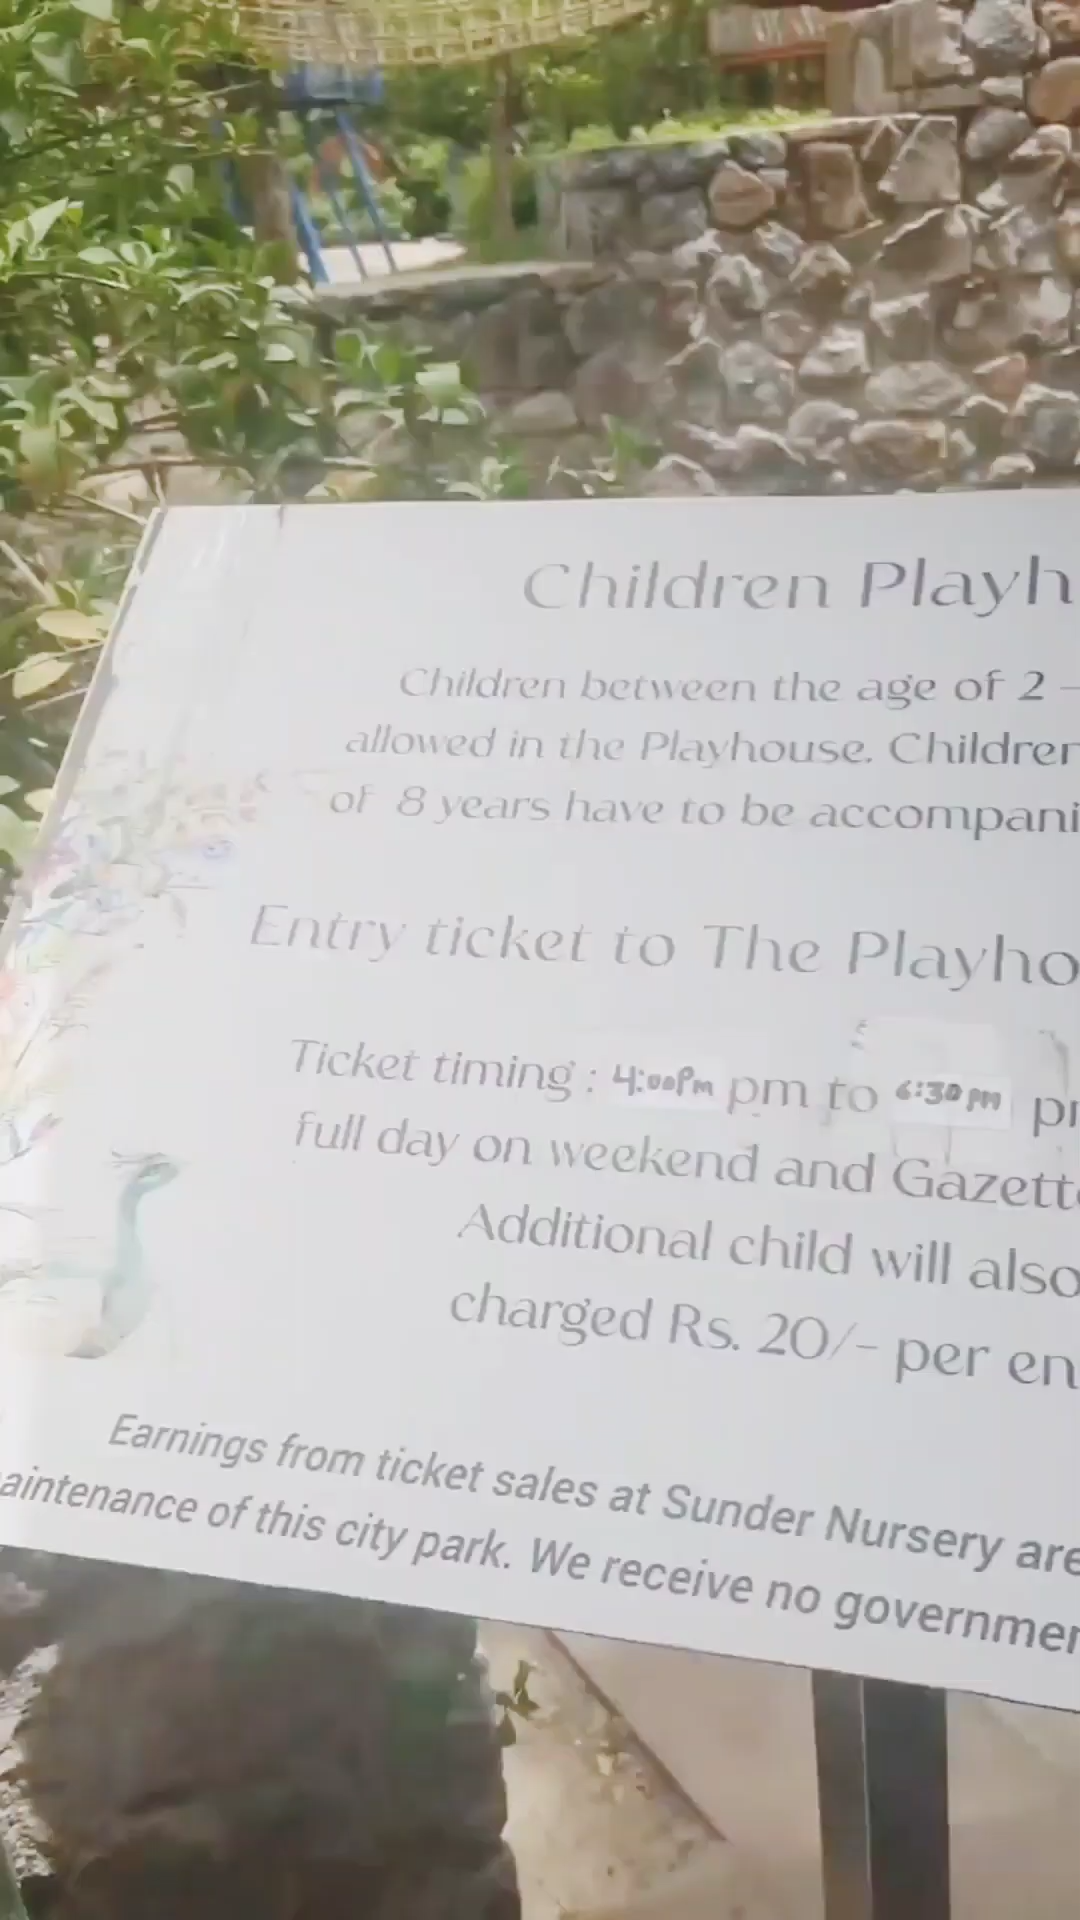 Children Playh
Children between the age of 2 –
allowed in the Playhouse. Children
of 8 years have to be accompani
Entry ticket to The Playho
Ticket timing : 4:00Pm pm to 6:30 PM
full day on weekend and Gazett
Additional child will also
charged Rs. 20/- per en
Earnings from ticket sales at Sunder Nursery are
aintenance of this city park. We receive no governmen